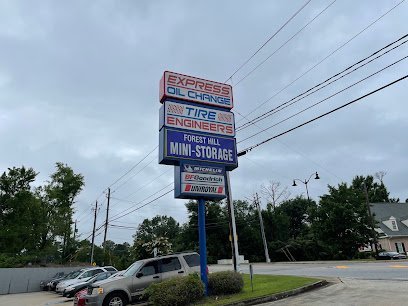 EXPRESS
OIL CHANGE
TIRE
ENGINEERS
FOREST HILL
MINI-STORAGE
MICHELIN
BFGoodrich
UNIROYAL